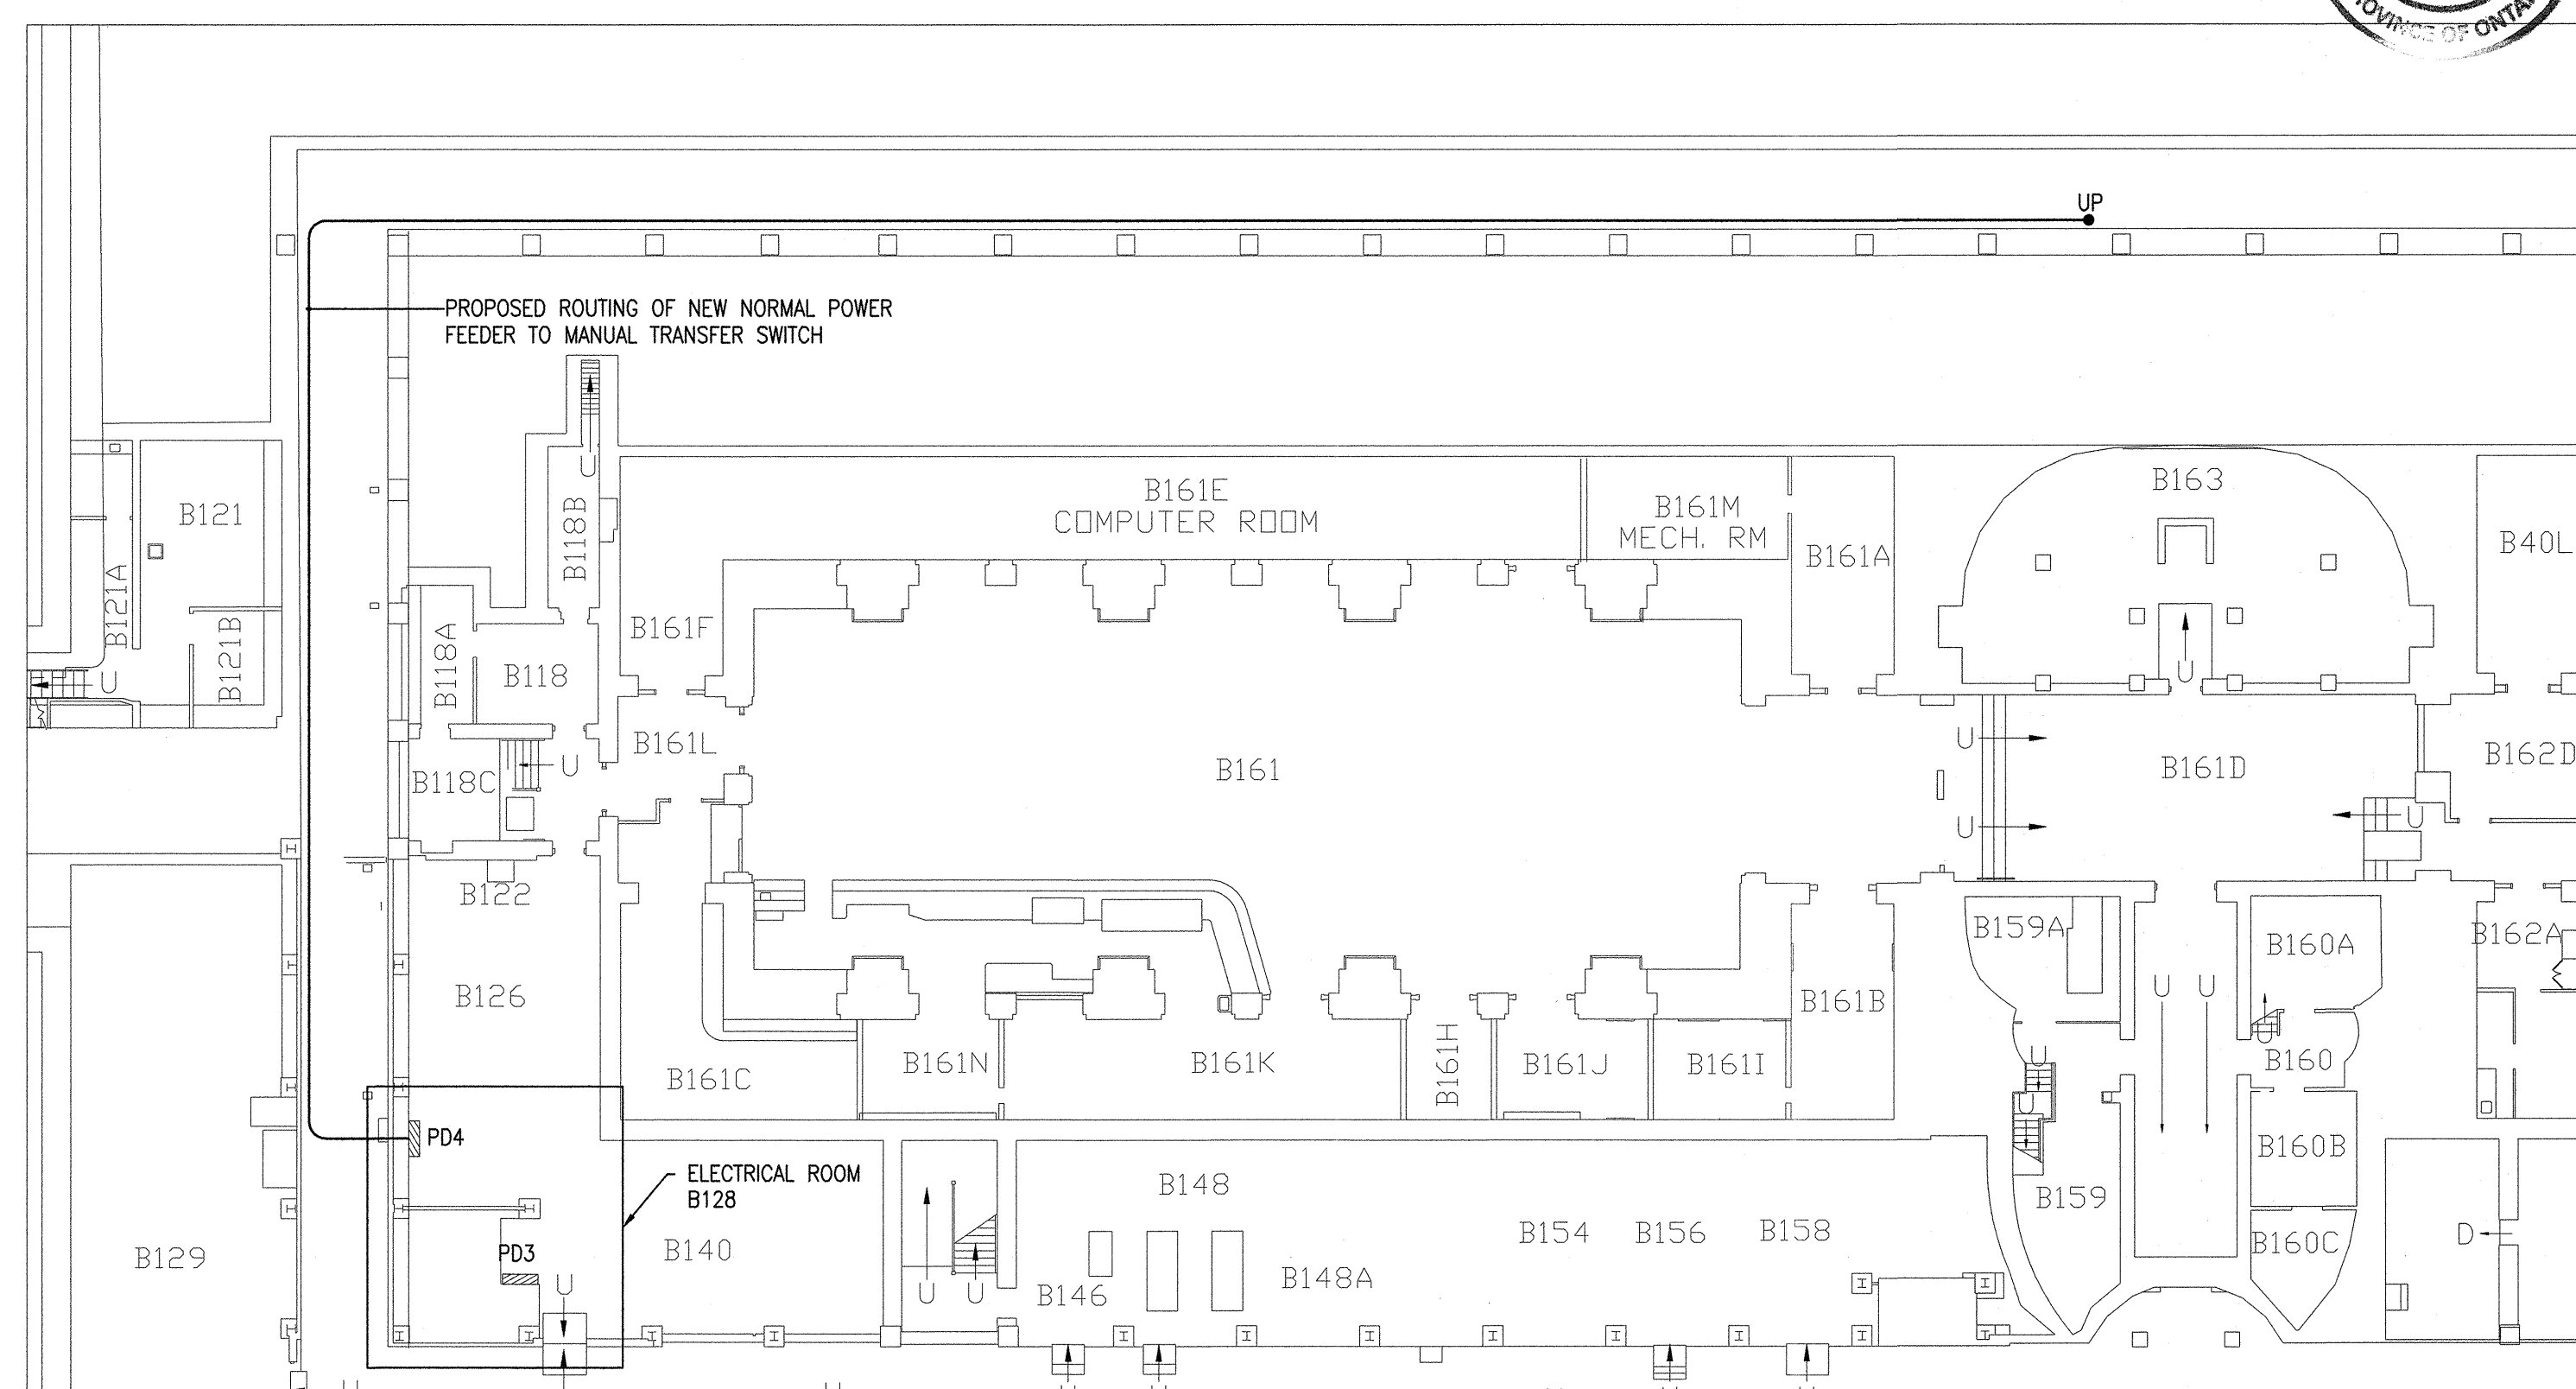 PROVINCE OF ONTA
UP
PROPOSED ROUTING OF NEW NORMAL POWER
FEEDER TO MANUAL TRANSFER SWITCH
B121
B121A
B121B
U
B118B
U
B118A
B118
B118C
U
B161E
COMPUTER ROOM
B161M
MECH. RM
B161A
B163
U
B40L
B161F
B161L
B161
U
U
B161D
U
B162D
B122
B126
B159A
B160A
B162A
U
U
B161C
B161N
B161K
B161H
B161J
B161I
B161B
U
U
U
B160
B160B
B160C
B159
PD4
ELECTRICAL ROOM
B128
PD3
U
B129
B140
U
U
B148
B146
B148A
B154
B156
B158
D